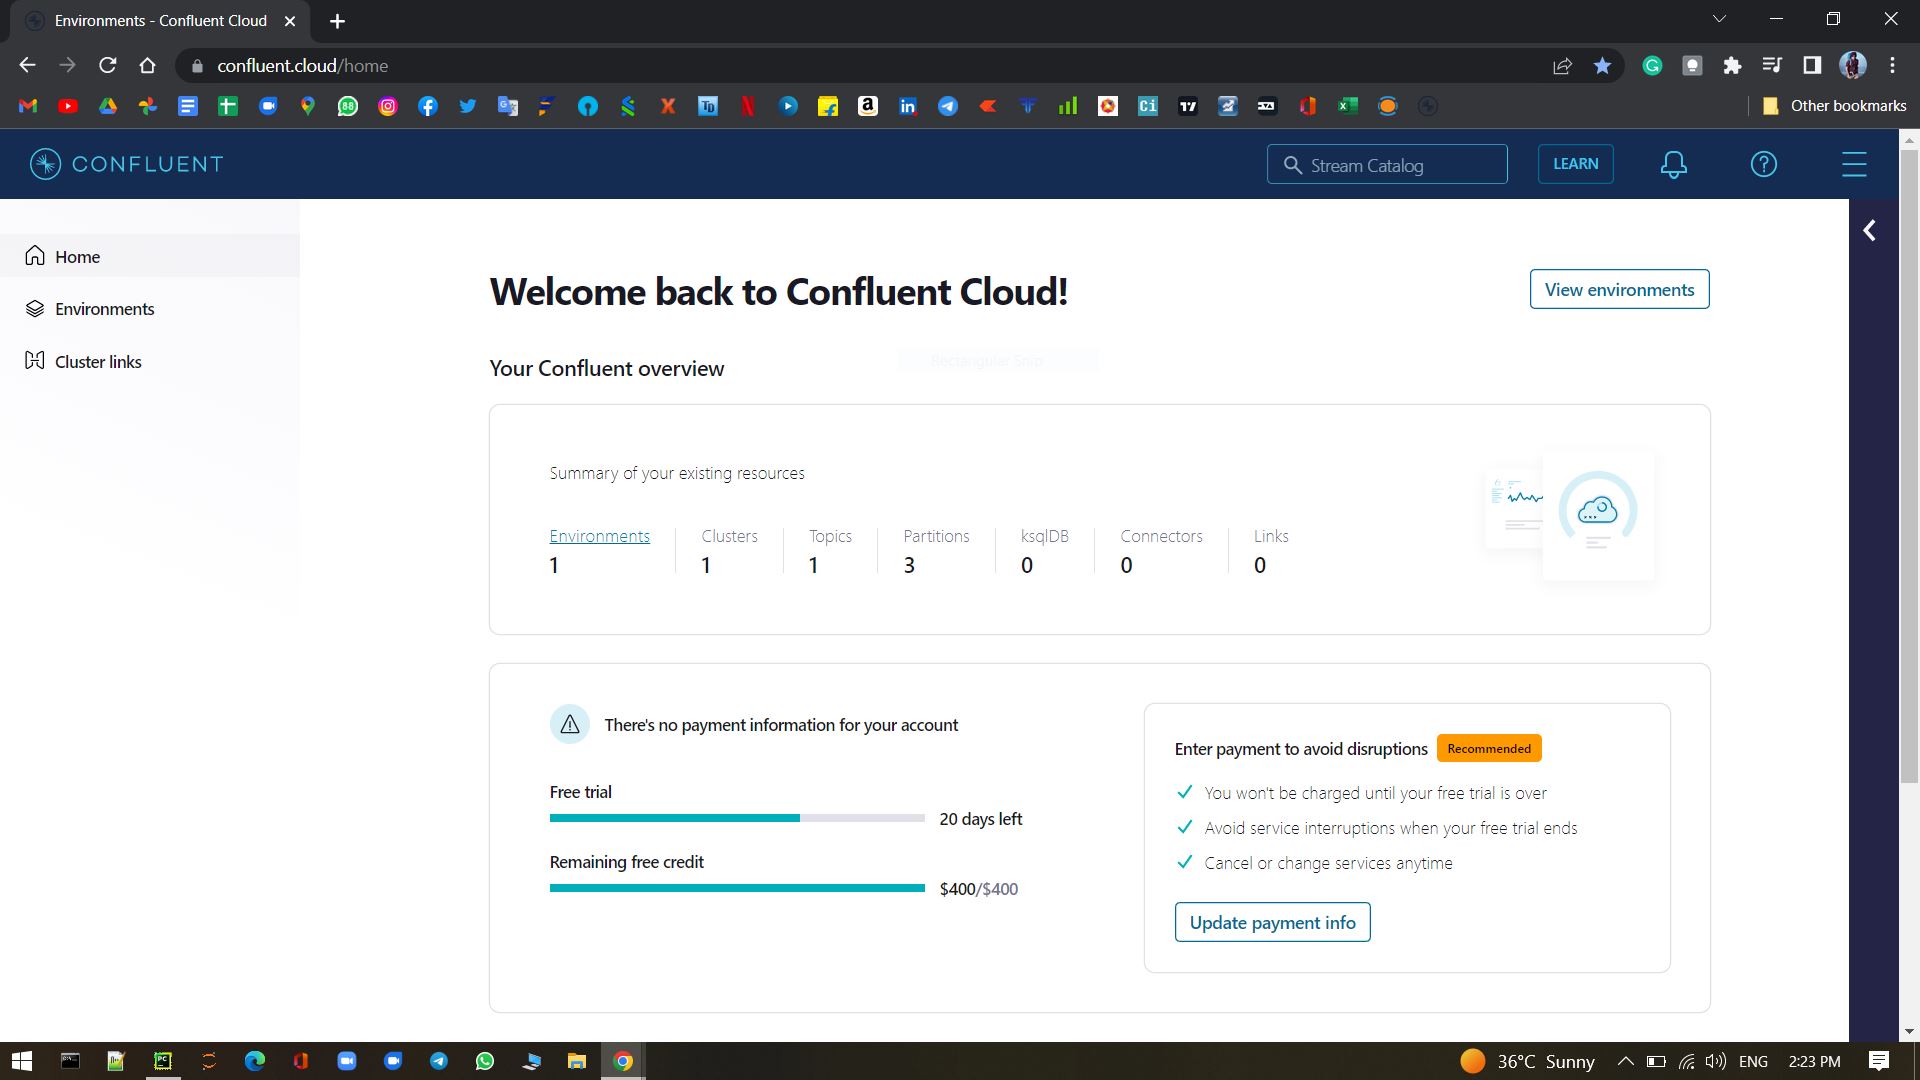 Environments - Confluent Cloud
confluent.cloud/home
Other bookmarks
CONFLUENT
Stream Catalog
LEARN
Home
Environments
Cluster links
Welcome back to Confluent Cloud!
View environments
Your Confluent overview
Rectangular Snip
Summary of your existing resources
Environments Clusters Topics Partitions ksqlDB Connectors Links
1 1 1 3 0 0 0
There's no payment information for your account
Free trial
20 days left
Remaining free credit
$400/$400
Enter payment to avoid disruptions Recommended
You won't be charged until your free trial is over
Avoid service interruptions when your free trial ends
Cancel or change services anytime
Update payment info
36°C Sunny ENG 2:23 PM